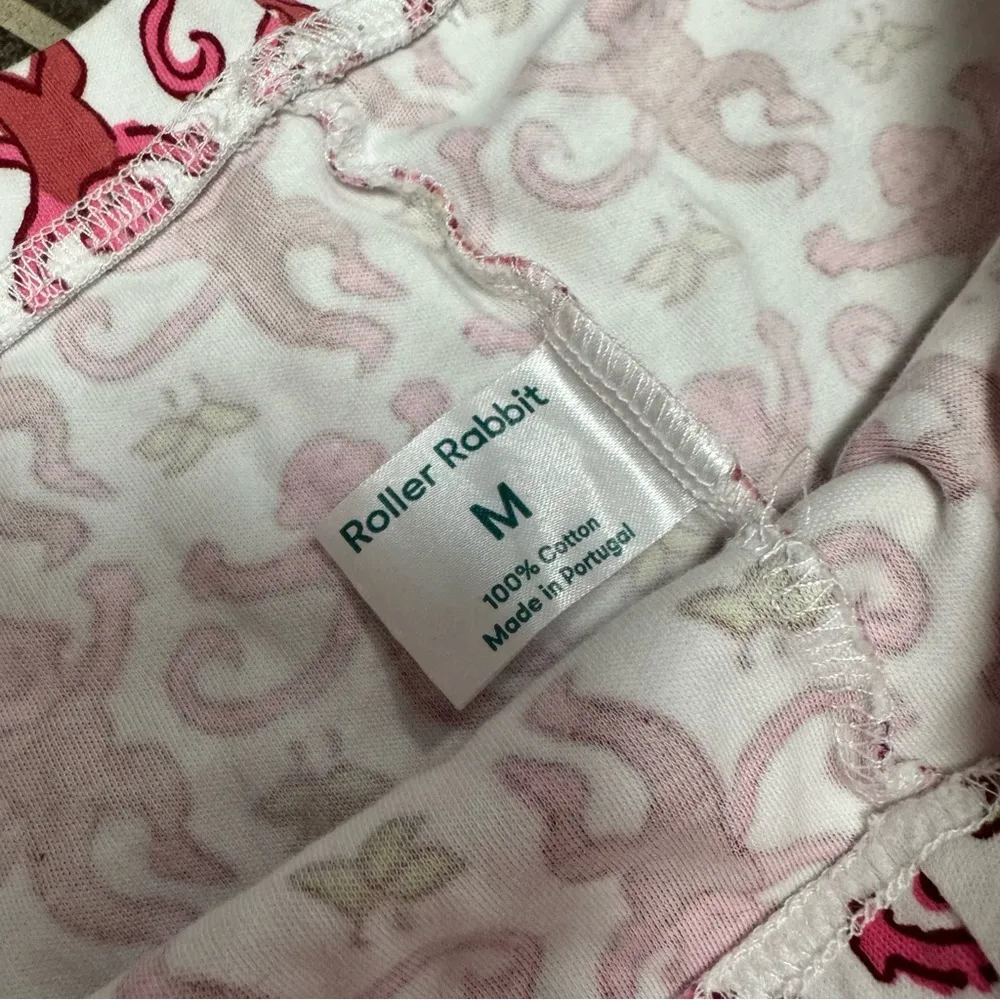 Roller Rabbit
M
100% Cotton
Made in Portugal